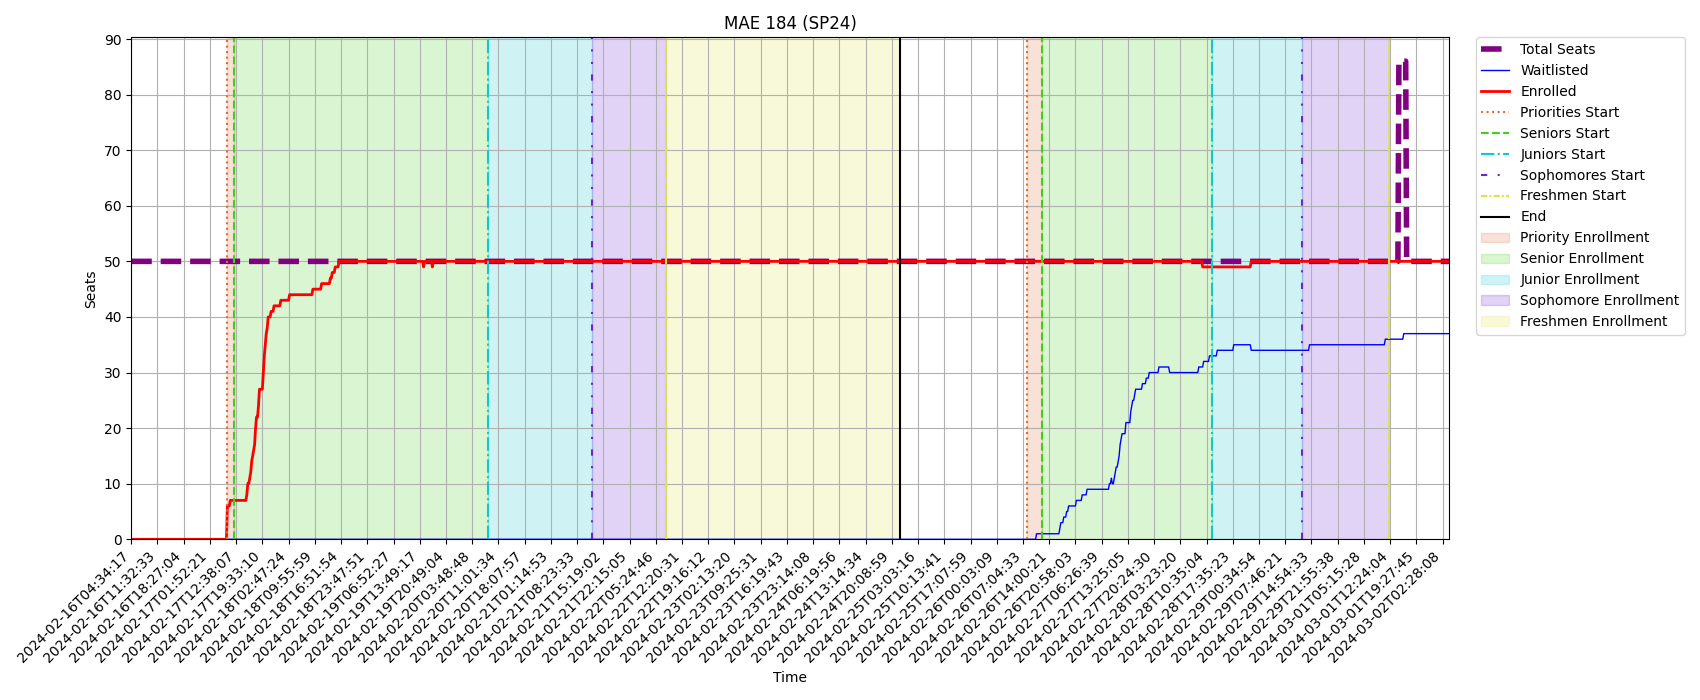 MAE 184 (SP24)
90
80
70
60
50
40
30
20
10
0
Seats
2024-02-16T04:34:17
2024-02-16T11:32:33
2024-02-16T18:27:04
2024-02-17T01:52:21
2024-02-17T12:38:07
2024-02-17T19:33:10
2024-02-18T02:47:24
2024-02-18T09:55:59
2024-02-18T16:51:54
2024-02-18T23:47:51
2024-02-19T06:52:27
2024-02-19T13:49:17
2024-02-19T20:49:04
2024-02-20T03:48:48
2024-02-20T11:01:34
2024-02-20T18:07:57
2024-02-21T01:14:53
2024-02-21T08:23:33
2024-02-21T15:19:02
2024-02-21T22:15:05
2024-02-22T05:24:46
2024-02-22T12:20:31
2024-02-22T19:16:12
2024-02-23T02:13:20
2024-02-23T09:25:31
2024-02-23T16:19:43
2024-02-23T23:14:08
2024-02-24T06:19:56
2024-02-24T13:14:34
2024-02-24T20:08:59
2024-02-25T03:03:16
2024-02-25T10:13:41
2024-02-25T17:07:59
2024-02-26T00:03:09
2024-02-26T07:04:33
2024-02-26T14:00:21
2024-02-26T20:58:03
2024-02-27T06:26:39
2024-02-27T13:25:05
2024-02-27T20:24:30
2024-02-28T03:23:20
2024-02-28T10:35:04
2024-02-28T17:35:23
2024-02-29T00:34:54
2024-02-29T07:46:21
2024-02-29T14:54:33
2024-02-29T21:55:38
2024-03-01T05:15:28
2024-03-01T12:24:04
2024-03-01T19:27:45
2024-03-02T02:28:08
Time
Total Seats
Waitlisted
Enrolled
Priorities Start
Seniors Start
Juniors Start
Sophomores Start
Freshmen Start
End
Priority Enrollment
Senior Enrollment
Junior Enrollment
Sophomore Enrollment
Freshmen Enrollment